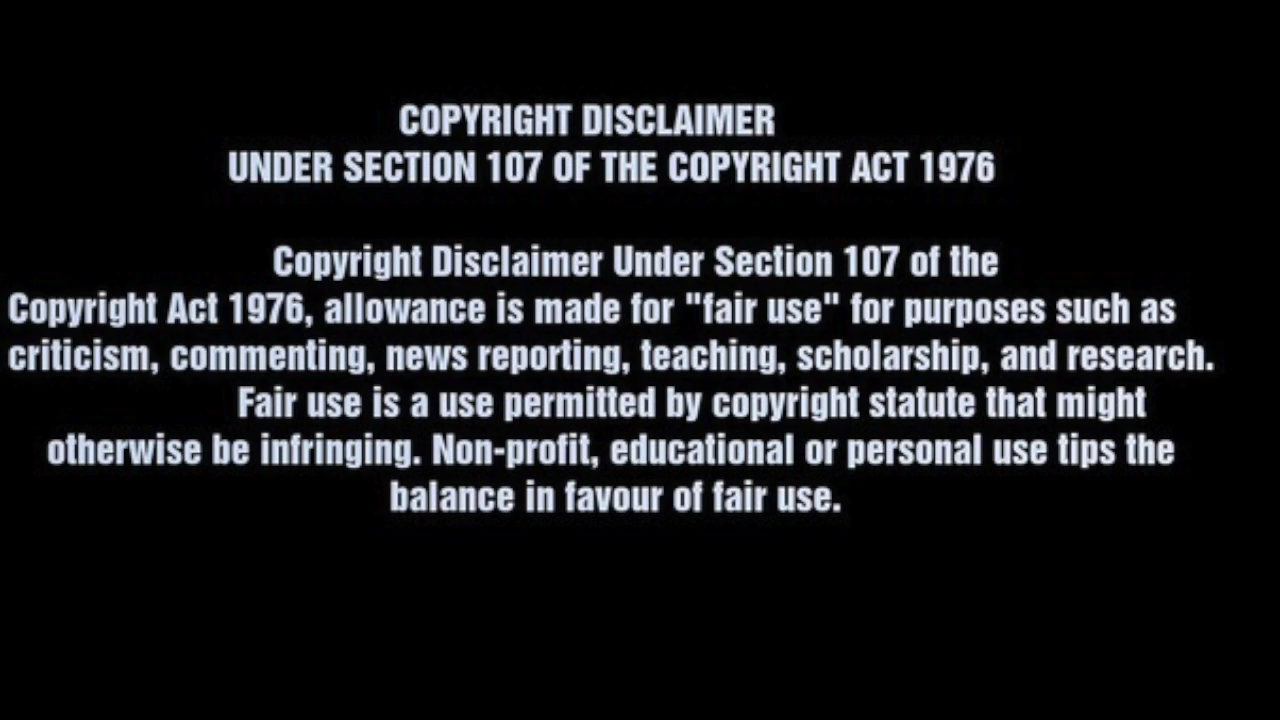 COPYRIGHT DISCLAIMER
UNDER SECTION 107 OF THE COPYRIGHT ACT 1976
Copyright Disclaimer Under Section 107 of the
Copyright Act 1976, allowance is made for "fair use" for purposes such as
criticism, commenting, news reporting, teaching, scholarship, and research.
Fair use is a use permitted by copyright statute that might
otherwise be infringing. Non-profit, educational or personal use tips the
balance in favour of fair use.